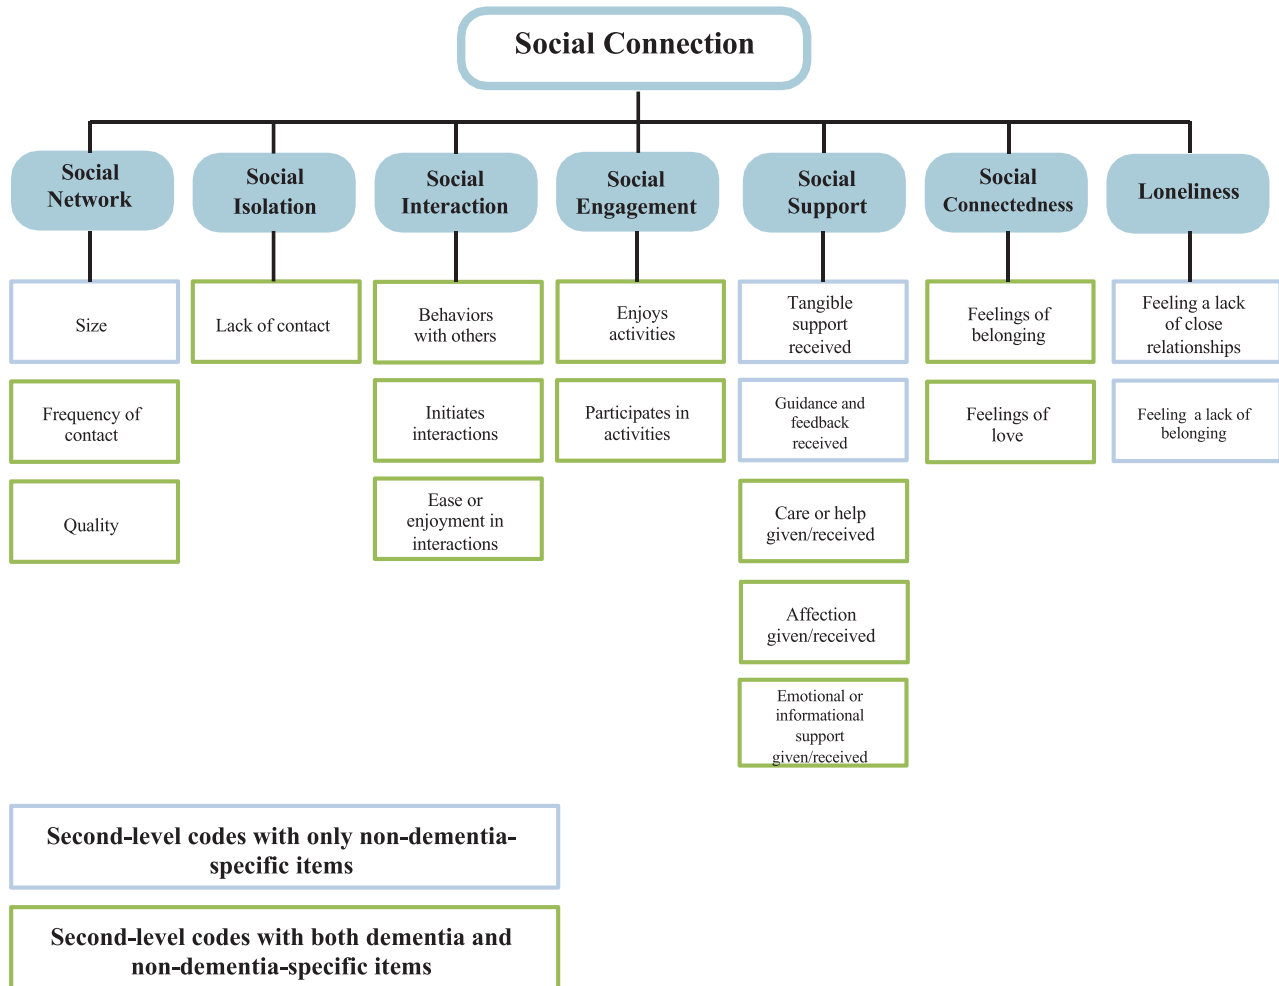 Social Connection
Social
Network
Social
Isolation
Social
Interaction
Social
Engagement
Social
Support
Social
Connectedness
Loneliness
Size
Frequency of
contact
Quality
Lack of contact
Behaviors
with others
Initiates
interactions
Ease or
enjoyment in
interactions
Enjoys
activities
Participates in
activities
Tangible
support
received
Guidance and
feedback
received
Care or help
given/received
Affection
given/received
Emotional or
informational
support
given/received
Feelings of
belonging
Feelings of
love
Feeling a lack
of close
relationships
Feeling a lack of
belonging
Second-level codes with only non-dementia-
specific items
Second-level codes with both dementia and
non-dementia-specific items